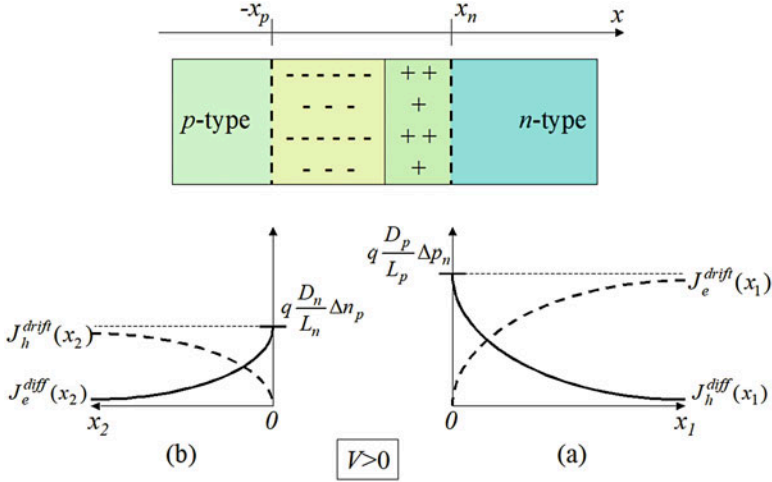 -x_p x_n x
- - - - - - + +
p-type - - - + n-type
- - - - - - + +
- - - +
q D_n/L_n Δn_p q D_p/L_p Δp_n
J_h^{drift}(x_2) J_e^{drift}(x_1)
J_e^{diff}(x_2) J_h^{diff}(x_1)
x_2 0 0 x_1
(b) V>0 (a)